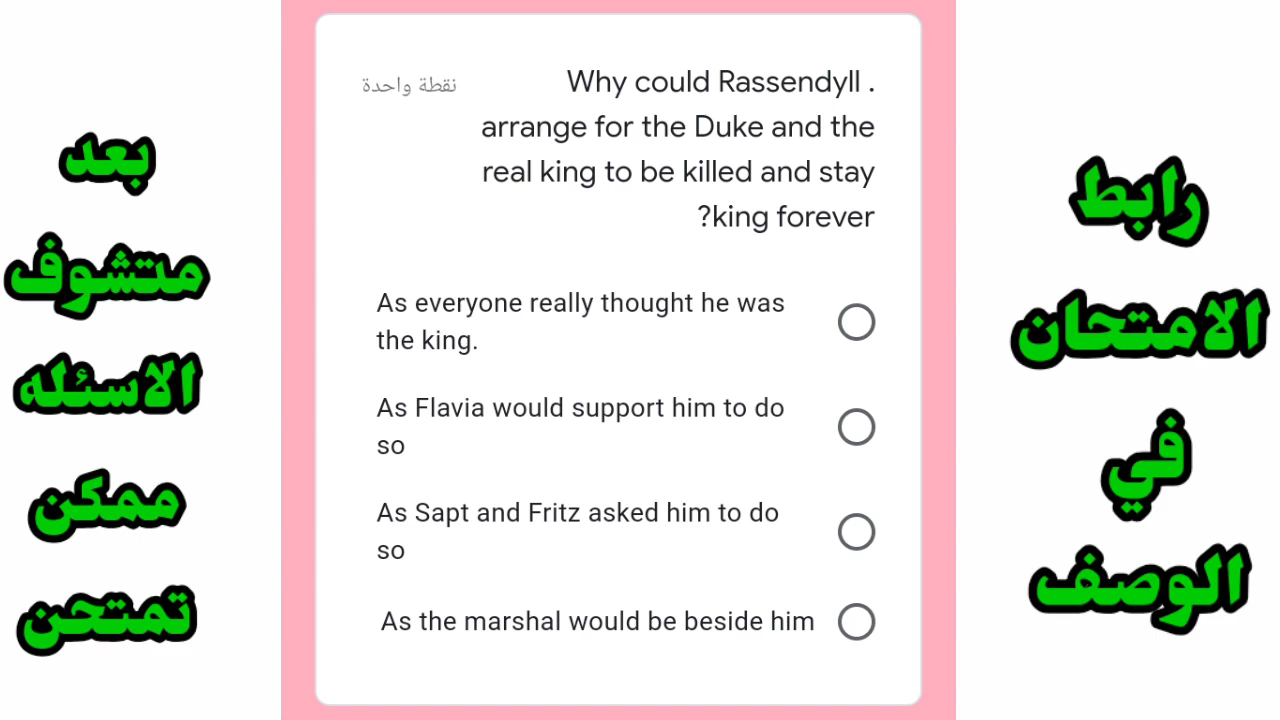 نقطة واحدة
Why could Rassendyll .
arrange for the Duke and the
real king to be killed and stay
?king forever
As everyone really thought he was
the king.
As Flavia would support him to do
so
As Sapt and Fritz asked him to do
so
As the marshal would be beside him
رابط
الامتحان
في
الوصف
بعد
متشوف
الاسئله
ممكن
تمتحن